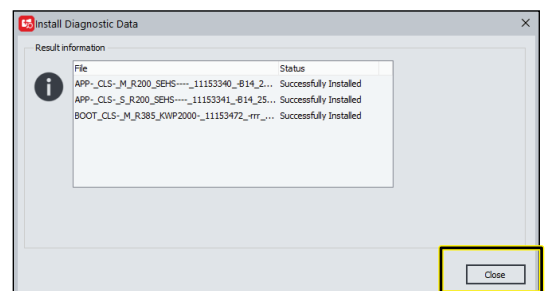 Install Diagnostic Data
Result information
File Status
APP-_CLS-_M_R200_SEHS----_11153340_-B14_2... Successfully Installed
APP-_CLS-_S_R200_SEHS----_11153341_-B14_25... Successfully Installed
BOOT_CLS-_M_R385_KWP2000-_11153472_-rrr_... Successfully Installed
Close